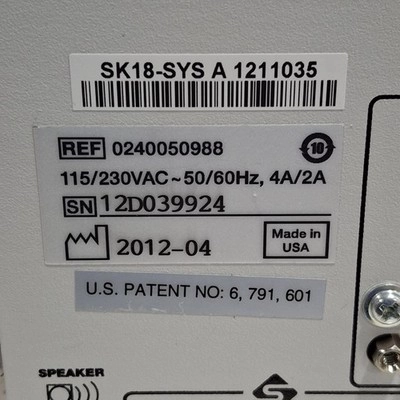 SK18-SYS A 1211035
REF 0240050988
10
115/230VAC~50/60Hz, 4A/2A
SN 12D039924
2012-04
Made in
USA
U.S. PATENT NO: 6, 791, 601
SPEAKER